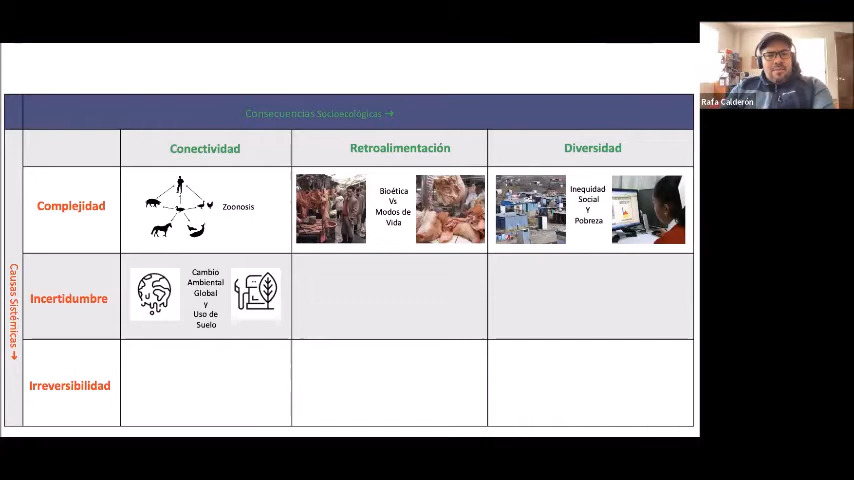 Rafa Calderón
Consecuencias Socioecológicas →
Conectividad
Retroalimentación
Diversidad
Causas Sistémicas →
Complejidad
Zoonosis
Bioética
Vs
Modos de
Vida
Inequidad
Social
Y
Pobreza
Incertidumbre
Cambio
Ambiental
Global
y
Uso de
Suelo
Irreversibilidad